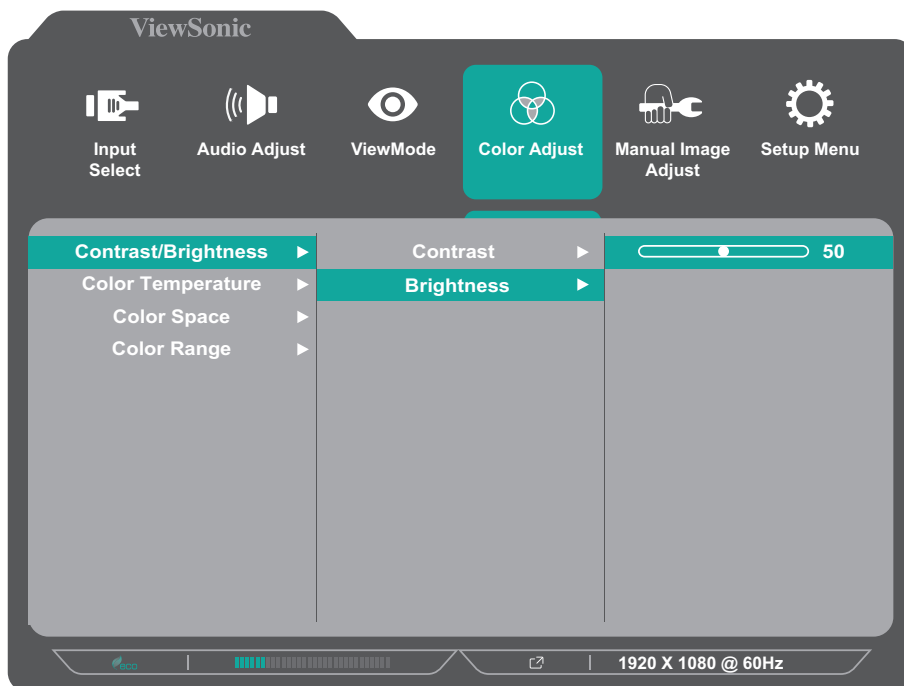 ViewSonic
Input
Select
Audio Adjust
ViewMode
Color Adjust
Manual Image
Adjust
Setup Menu
Contrast/Brightness
Contrast
50
Color Temperature
Brightness
Color Space
Color Range
eco
1920 X 1080 @ 60Hz